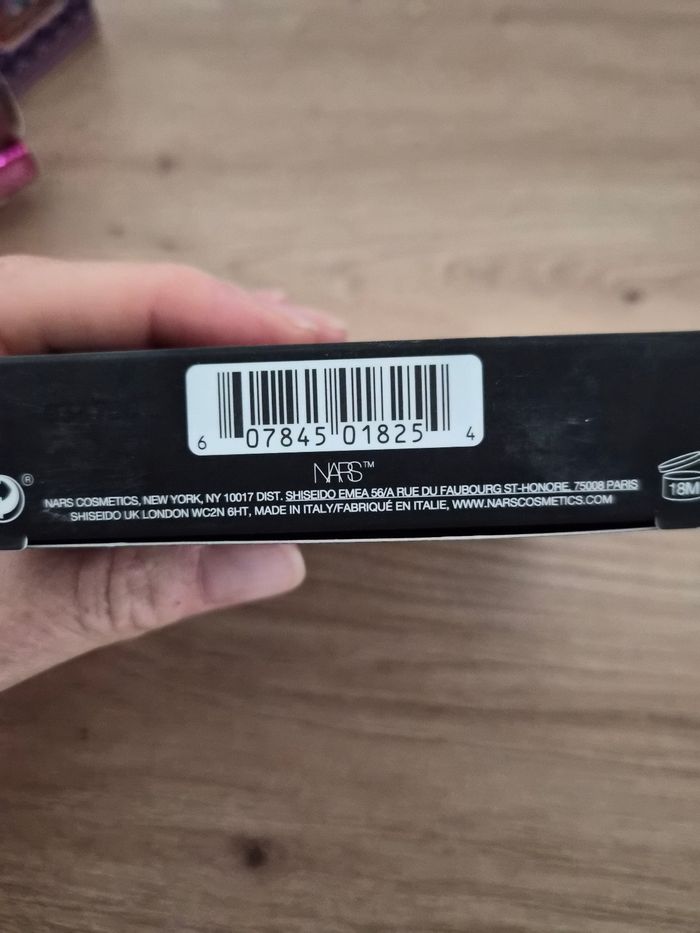 6 07845 01825 4
NARS™
®
NARS COSMETICS, NEW YORK, NY 10017 DIST. SHISEIDO EMEA 56/A RUE DU FAUBOURG ST-HONORE, 75008 PARIS
SHISEIDO UK LONDON WC2N 6HT, MADE IN ITALY/FABRIQUÉ EN ITALIE, WWW.NARSCOSMETICS.COM
18M